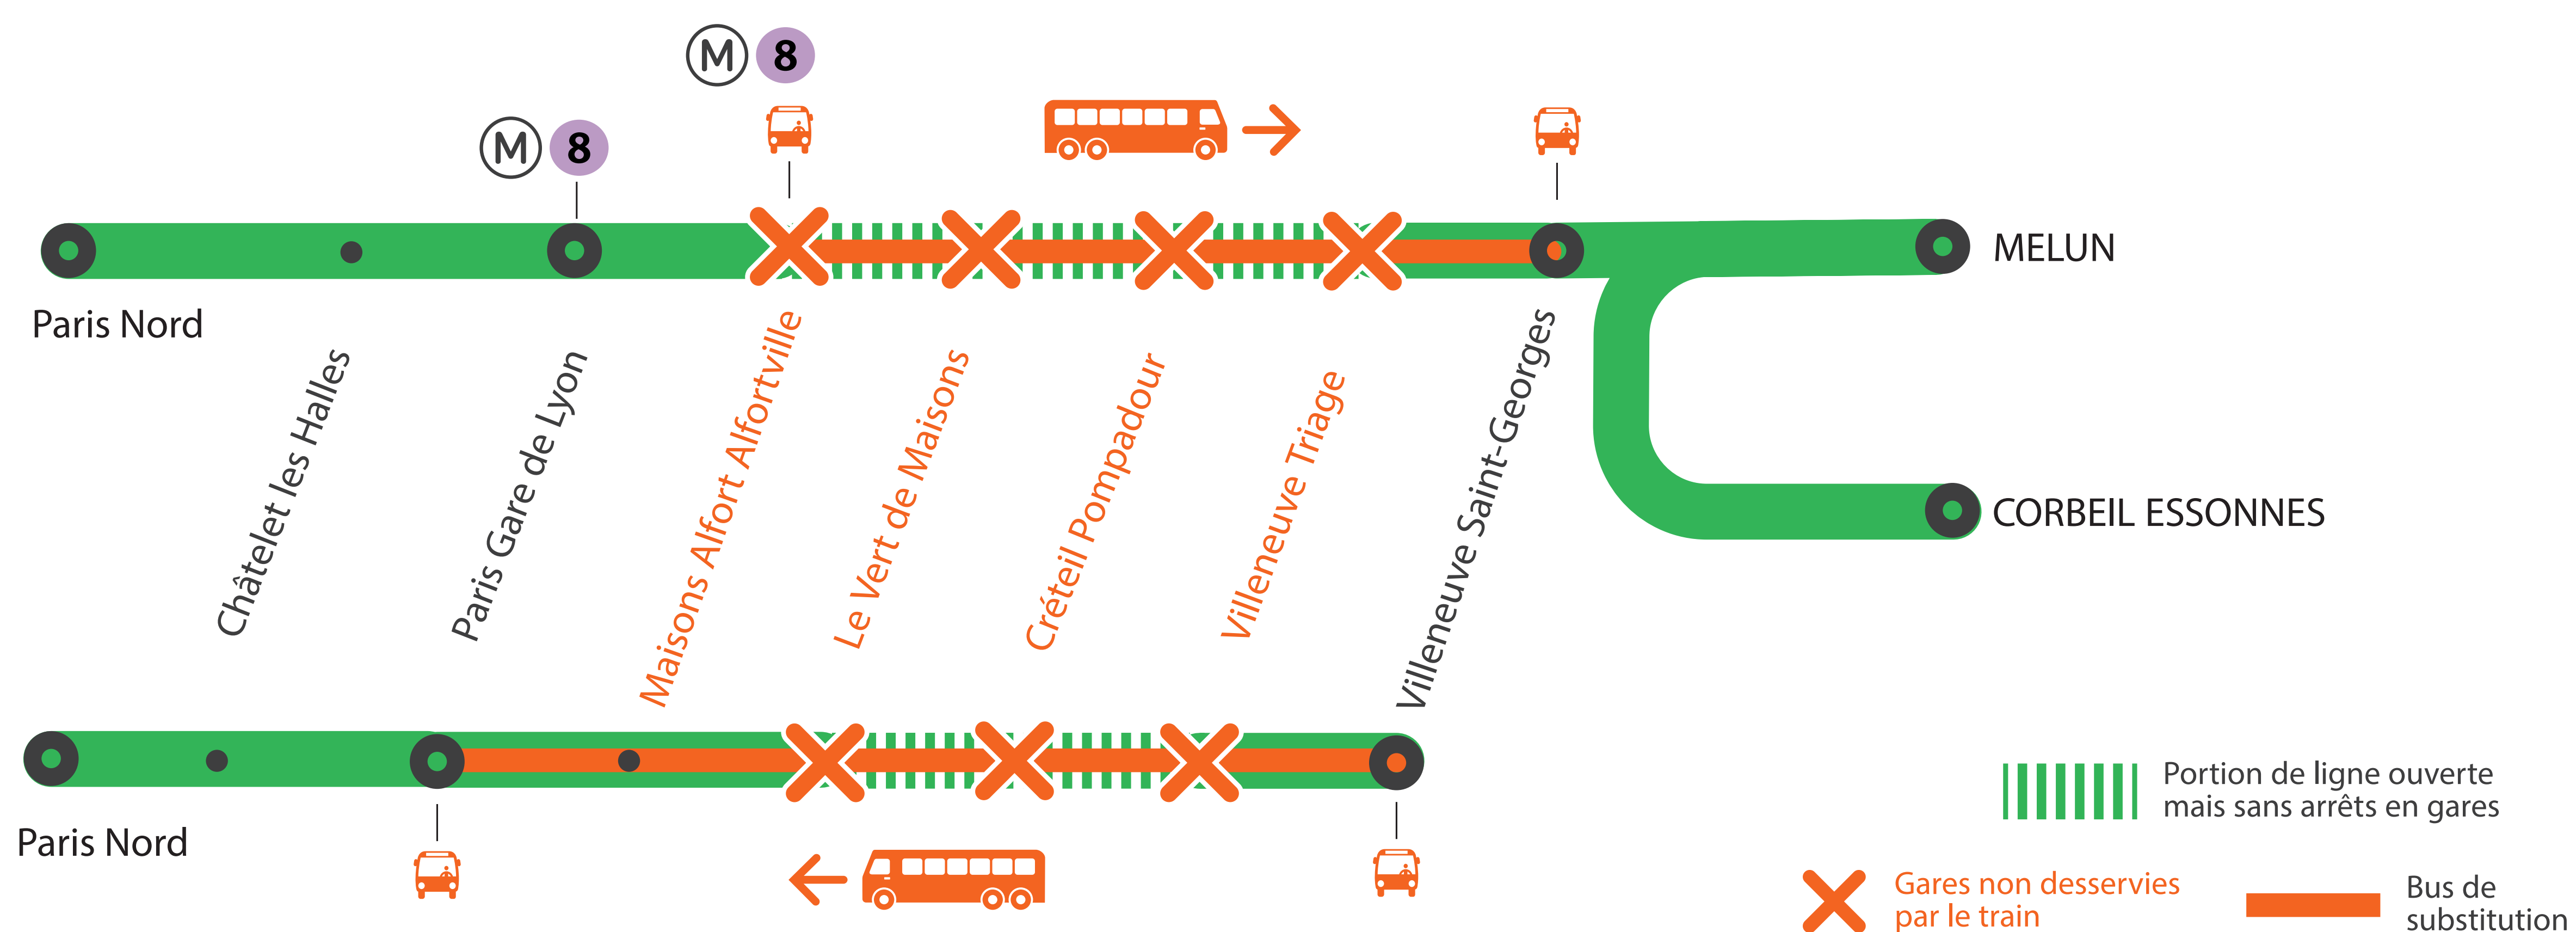 M 8
M 8
MELUN
Paris Nord
Châtelet les Halles
Paris Gare de Lyon
Maisons Alfort Alfortville
Le Vert de Maisons
Créteil Pompadour
Villeneuve Triage
Villeneuve Saint-Georges
CORBEIL ESSONNES
Paris Nord
Portion de ligne ouverte
mais sans arrêts en gares
Gares non desservies
par le train
Bus de
substitution